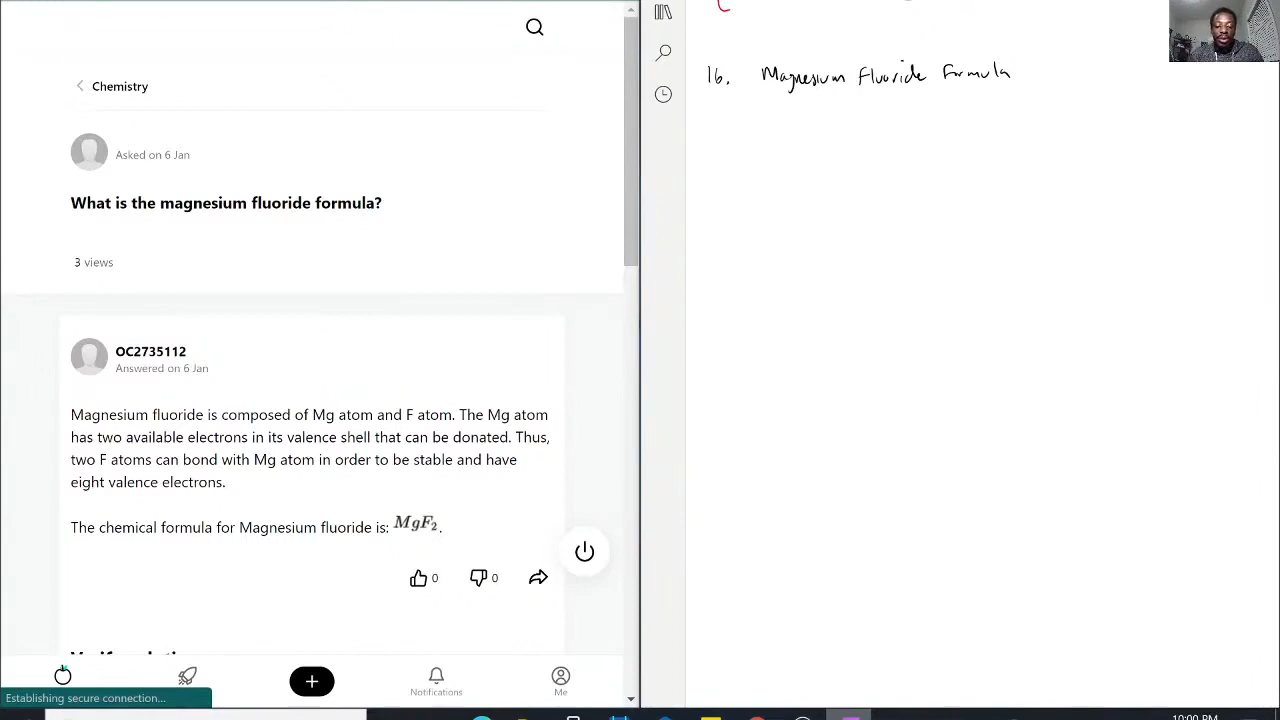 Chemistry
Asked on 6 Jan
What is the magnesium fluoride formula?
3 views
OC2735112
Answered on 6 Jan
Magnesium fluoride is composed of Mg atom and F atom. The Mg atom
has two available electrons in its valence shell that can be donated. Thus,
two F atoms can bond with Mg atom in order to be stable and have
eight valence electrons.
The chemical formula for Magnesium fluoride is: MgF₂.
0
0
Notifications
Me
Establishing secure connection...
16. Magnesium Fluoride Formula
10:00 PM